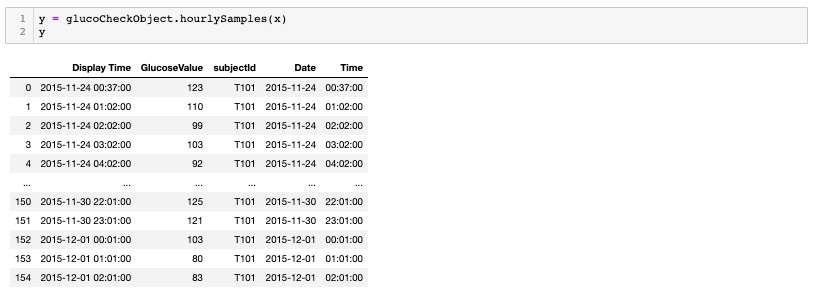 1 y = glucoCheckObject.hourlySamples(x)
2 y
Display Time GlucoseValue subjectId Date Time
0 2015-11-24 00:37:00 123 T101 2015-11-24 00:37:00
1 2015-11-24 01:02:00 110 T101 2015-11-24 01:02:00
2 2015-11-24 02:02:00 99 T101 2015-11-24 02:02:00
3 2015-11-24 03:02:00 103 T101 2015-11-24 03:02:00
4 2015-11-24 04:02:00 92 T101 2015-11-24 04:02:00
... ... ... ... ... ...
150 2015-11-30 22:01:00 125 T101 2015-11-30 22:01:00
151 2015-11-30 23:01:00 121 T101 2015-11-30 23:01:00
152 2015-12-01 00:01:00 103 T101 2015-12-01 00:01:00
153 2015-12-01 01:01:00 80 T101 2015-12-01 01:01:00
154 2015-12-01 02:01:00 83 T101 2015-12-01 02:01:00